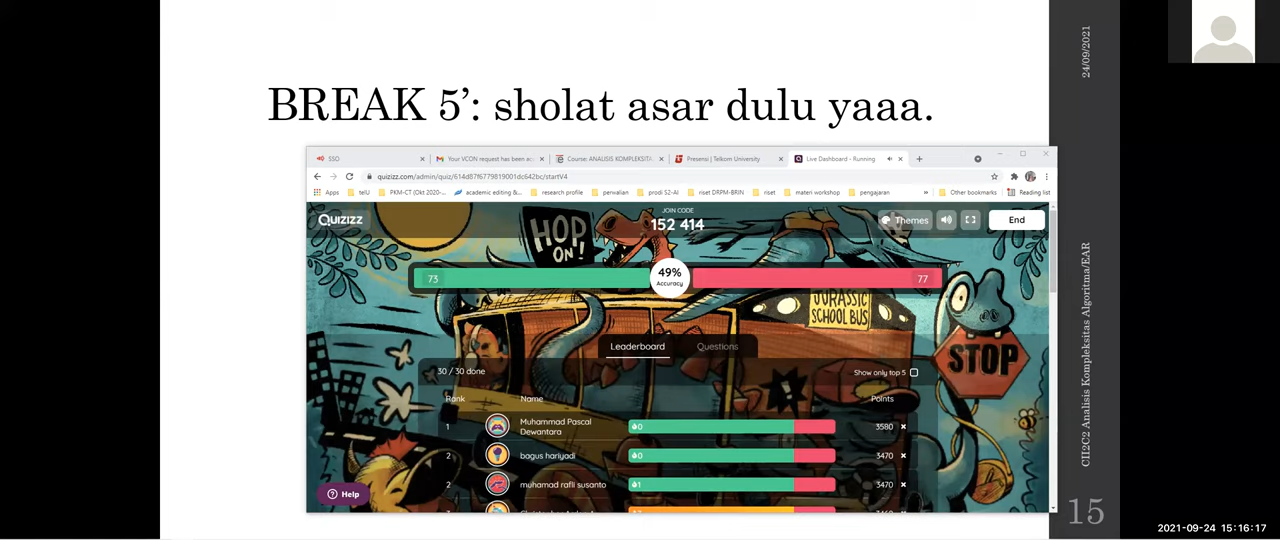 24/09/2021
BREAK 5’: sholat asar dulu yaaa.
SSO
Your VCON request has been ac
Course: ANALISIS KOMPLEKSITA
Presensi | Telkom University
Live Dashboard - Running
quizizz.com/admin/quiz/614d87f6779819001dc642bc/startV4
Apps
telU
PKM-CT (Okt 2020-...
academic editing &...
research profile
perwalian
prodi S2-AI
riset DRPM-BRIN
riset
materi workshop
pengajaran
»
Other bookmarks
Reading list
Quizizz
HOP ON!
JOIN CODE
152 414
Themes
End
73
49%
Accuracy
77
JURASSIC
SCHOOL BUS
STOP
Leaderboard
Questions
30 / 30 done
Show only top 5
Rank
Name
Points
1
Muhammad Pascal
Dewantara
0
3580
2
bagus hariyadi
0
3470
2
muhamad rafli susanto
1
3470
Help
CII2C2 Analisis Kompleksitas Algoritma/EAR
15
2021-09-24 15:16:17